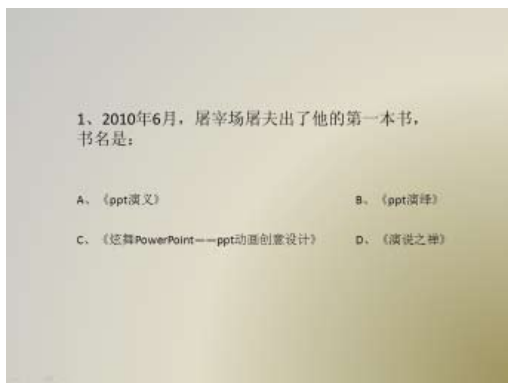 1、2010年6月，屠宰场屠夫出了他的第一本书，
书名是：
A、《ppt演义》
B、《ppt演绎》
C、《炫舞PowerPoint——ppt动画创意设计》
D、《演说之禅》